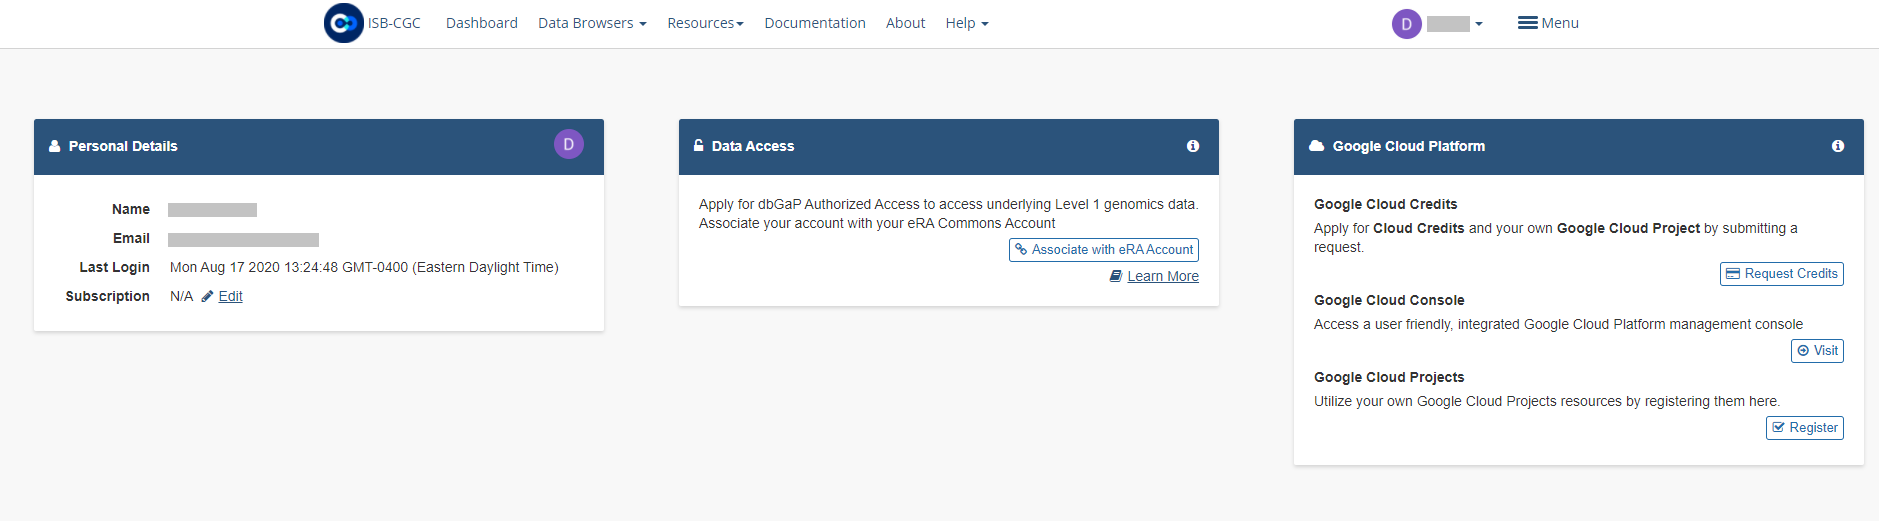 ISB-CGC Dashboard Data Browsers Resources Documentation About Help D Menu
Personal Details D
Name
Email
Last Login Mon Aug 17 2020 13:24:48 GMT-0400 (Eastern Daylight Time)
Subscription N/A Edit
Data Access
Apply for dbGaP Authorized Access to access underlying Level 1 genomics data.
Associate your account with your eRA Commons Account
Associate with eRA Account
Learn More
Google Cloud Platform
Google Cloud Credits
Apply for Cloud Credits and your own Google Cloud Project by submitting a
request.
Request Credits
Google Cloud Console
Access a user friendly, integrated Google Cloud Platform management console
Visit
Google Cloud Projects
Utilize your own Google Cloud Projects resources by registering them here.
Register